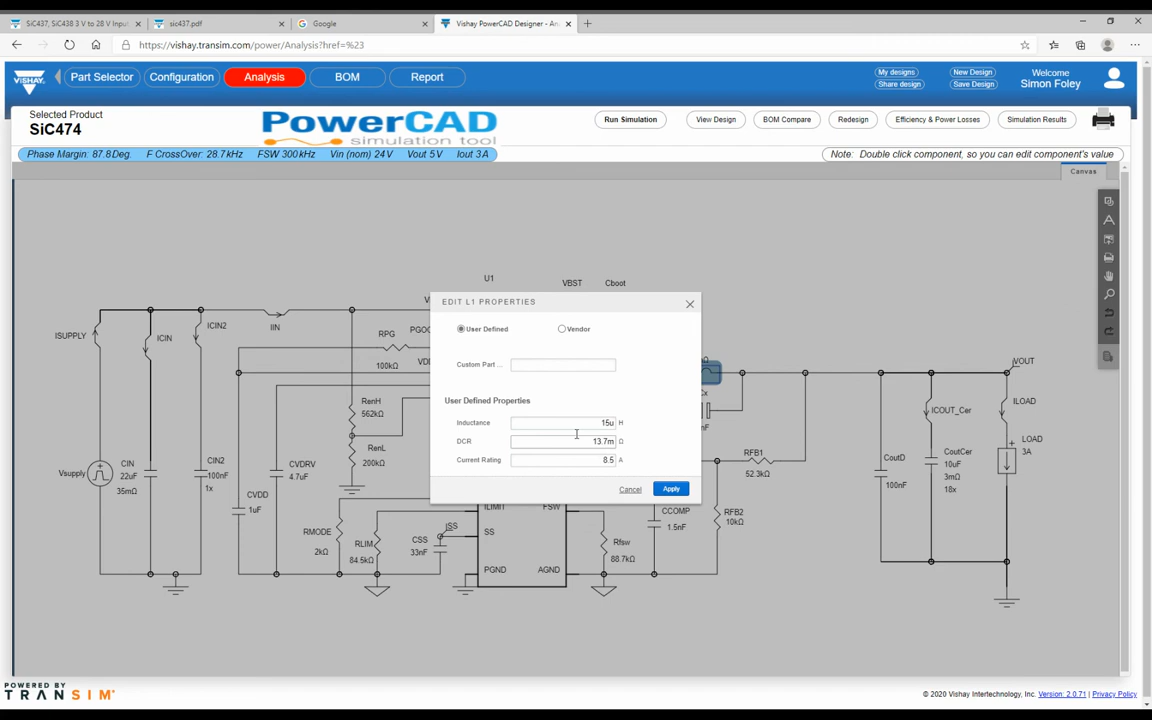 SiC437, SiC438 3 V to 28 V Input
sic437.pdf
Google
Vishay PowerCAD Designer - An
https://vishay.transim.com/power/Analysis?href=%23
VISHAY
Part Selector
Configuration
Analysis
BOM
Report
My designs
Share design
New Design
Save Design
Welcome
Simon Foley
Selected Product
SiC474
PowerCAD
simulation tool
Run Simulation
View Design
BOM Compare
Redesign
Efficiency & Power Losses
Simulation Results
Phase Margin: 87.8Deg. F CrossOver: 28.7kHz FSW 300kHz Vin (nom) 24V Vout 5V Iout 3A
Note: Double click component, so you can edit component's value
Canvas
U1
VBST
Cboot
EDIT L1 PROPERTIES
User Defined
Vendor
Custom Part ...
User Defined Properties
Inductance 15u H
DCR 13.7m Ω
Current Rating 8.5 A
Cancel
Apply
ISUPPLY
ICIN
ICIN2
IIN
RPG
100kΩ
RenH
562kΩ
RenL
200kΩ
Vsupply
CIN
22uF
35mΩ
CIN2
100nF
1x
CVDRV
4.7uF
CVDD
1uF
RMODE
2kΩ
RLIM
84.5kΩ
CSS
33nF
iSS
ILIMIT
SS
PGND
FSW
AGND
Rfsw
88.7kΩ
CCOMP
1.5nF
RFB1
52.3kΩ
RFB2
10kΩ
VOUT
ILOAD
LOAD
3A
ICOUT_Cer
CoutD
100nF
CoutCer
10uF
3mΩ
18x
POWERED BY
TRANSIM
© 2020 Vishay Intertechnology, Inc. Version: 2.0.71 | Privacy Policy